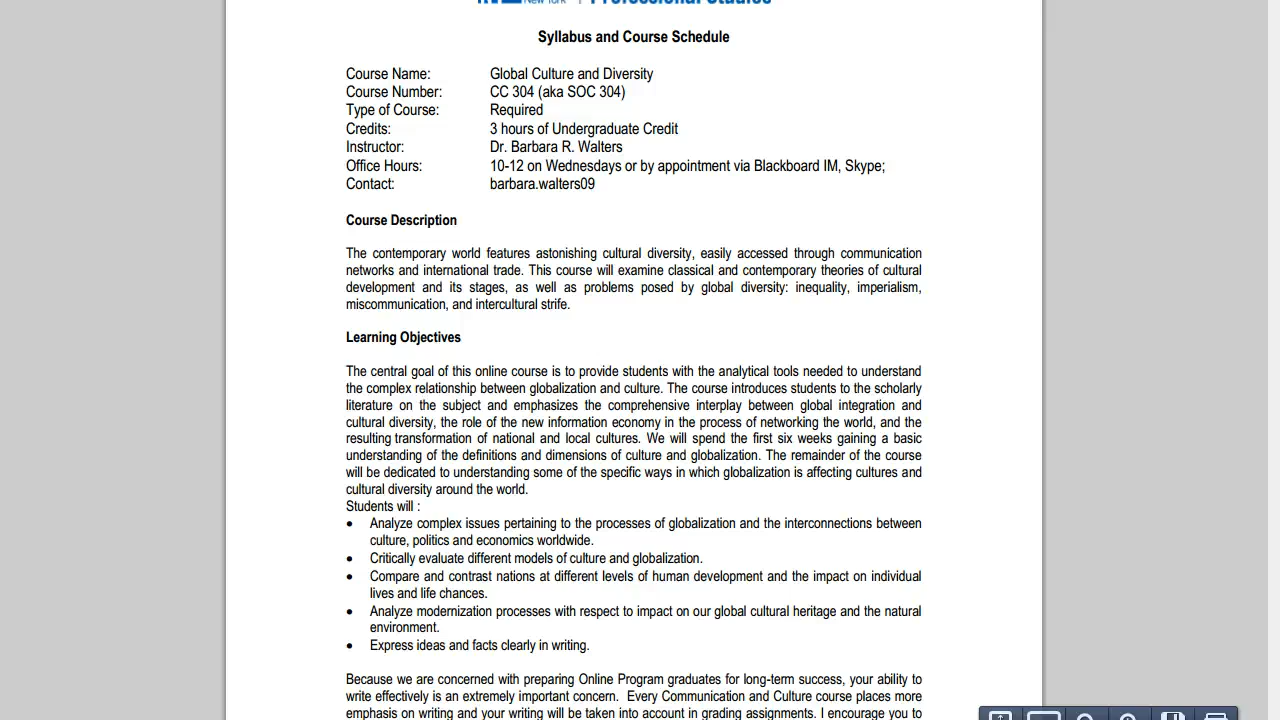 New York | Professional Studies
Syllabus and Course Schedule
Course Name: Global Culture and Diversity
Course Number: CC 304 (aka SOC 304)
Type of Course: Required
Credits: 3 hours of Undergraduate Credit
Instructor: Dr. Barbara R. Walters
Office Hours: 10-12 on Wednesdays or by appointment via Blackboard IM, Skype;
Contact: barbara.walters09
Course Description
The contemporary world features astonishing cultural diversity, easily accessed through communication
networks and international trade. This course will examine classical and contemporary theories of cultural
development and its stages, as well as problems posed by global diversity: inequality, imperialism,
miscommunication, and intercultural strife.
Learning Objectives
The central goal of this online course is to provide students with the analytical tools needed to understand
the complex relationship between globalization and culture. The course introduces students to the scholarly
literature on the subject and emphasizes the comprehensive interplay between global integration and
cultural diversity, the role of the new information economy in the process of networking the world, and the
resulting transformation of national and local cultures. We will spend the first six weeks gaining a basic
understanding of the definitions and dimensions of culture and globalization. The remainder of the course
will be dedicated to understanding some of the specific ways in which globalization is affecting cultures and
cultural diversity around the world.
Students will :
• Analyze complex issues pertaining to the processes of globalization and the interconnections between
culture, politics and economics worldwide.
• Critically evaluate different models of culture and globalization.
• Compare and contrast nations at different levels of human development and the impact on individual
lives and life chances.
• Analyze modernization processes with respect to impact on our global cultural heritage and the natural
environment.
• Express ideas and facts clearly in writing.
Because we are concerned with preparing Online Program graduates for long-term success, your ability to
write effectively is an extremely important concern. Every Communication and Culture course places more
emphasis on writing and your writing will be taken into account in grading assignments. I encourage you to